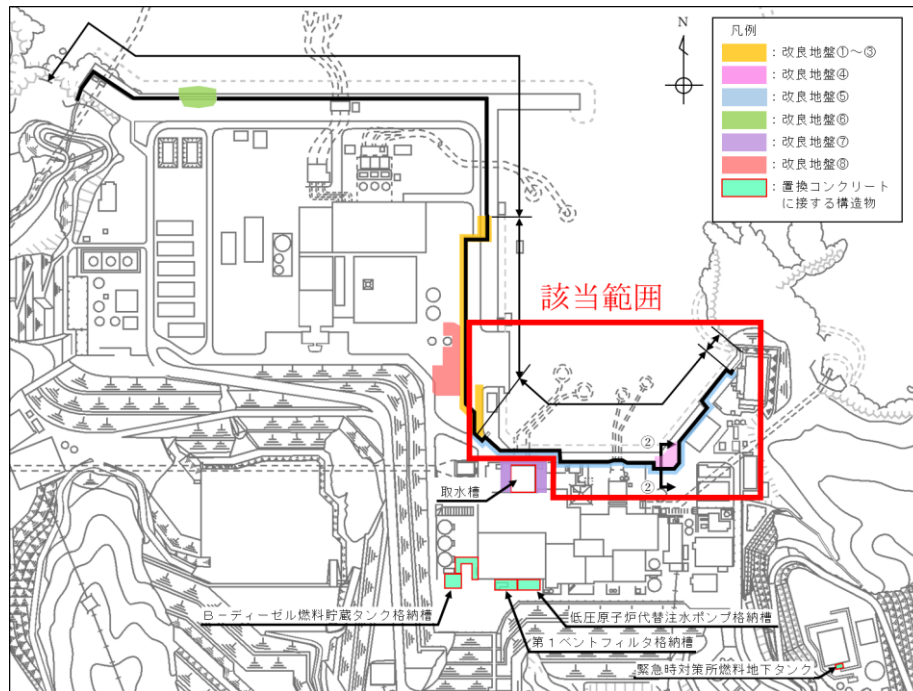 N
凡例
：改良地盤①～③
：改良地盤④
：改良地盤⑤
：改良地盤⑥
：改良地盤⑦
：改良地盤⑧
：置換コンクリート
に接する構造物
該当範囲
②
②
取水槽
B－ディーゼル燃料貯蔵タンク格納槽
低圧原子炉代替注水ポンプ格納槽
第１ベントフィルタ格納槽
緊急時対策所燃料地下タンク